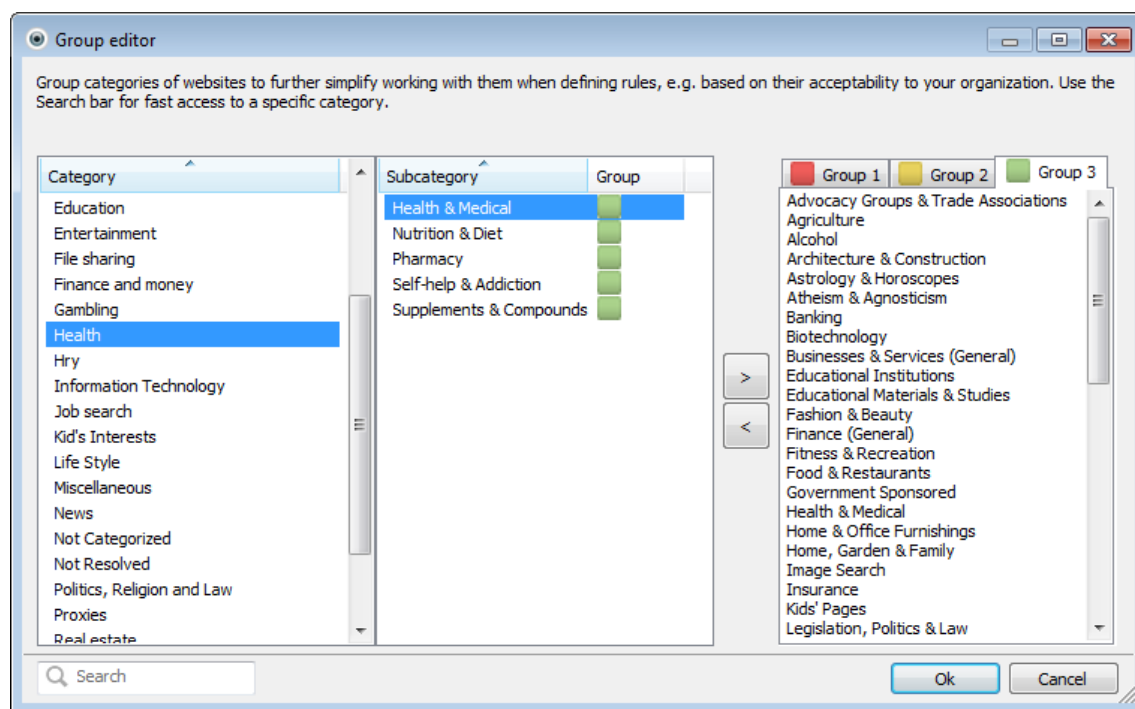 Group editor
Group categories of websites to further simplify working with them when defining rules, e.g. based on their acceptability to your organization. Use the
Search bar for fast access to a specific category.
Category
Education
Entertainment
File sharing
Finance and money
Gambling
Health
Hry
Information Technology
Job search
Kid's Interests
Life Style
Miscellaneous
News
Not Categorized
Not Resolved
Politics, Religion and Law
Proxies
Real estate
Subcategory Group
Health & Medical
Nutrition & Diet
Pharmacy
Self-help & Addiction
Supplements & Compounds
>
<
Group 1 Group 2 Group 3
Advocacy Groups & Trade Associations
Agriculture
Alcohol
Architecture & Construction
Astrology & Horoscopes
Atheism & Agnosticism
Banking
Biotechnology
Businesses & Services (General)
Educational Institutions
Educational Materials & Studies
Fashion & Beauty
Finance (General)
Fitness & Recreation
Food & Restaurants
Government Sponsored
Health & Medical
Home & Office Furnishings
Home, Garden & Family
Image Search
Insurance
Kids' Pages
Legislation, Politics & Law
Search
Ok Cancel